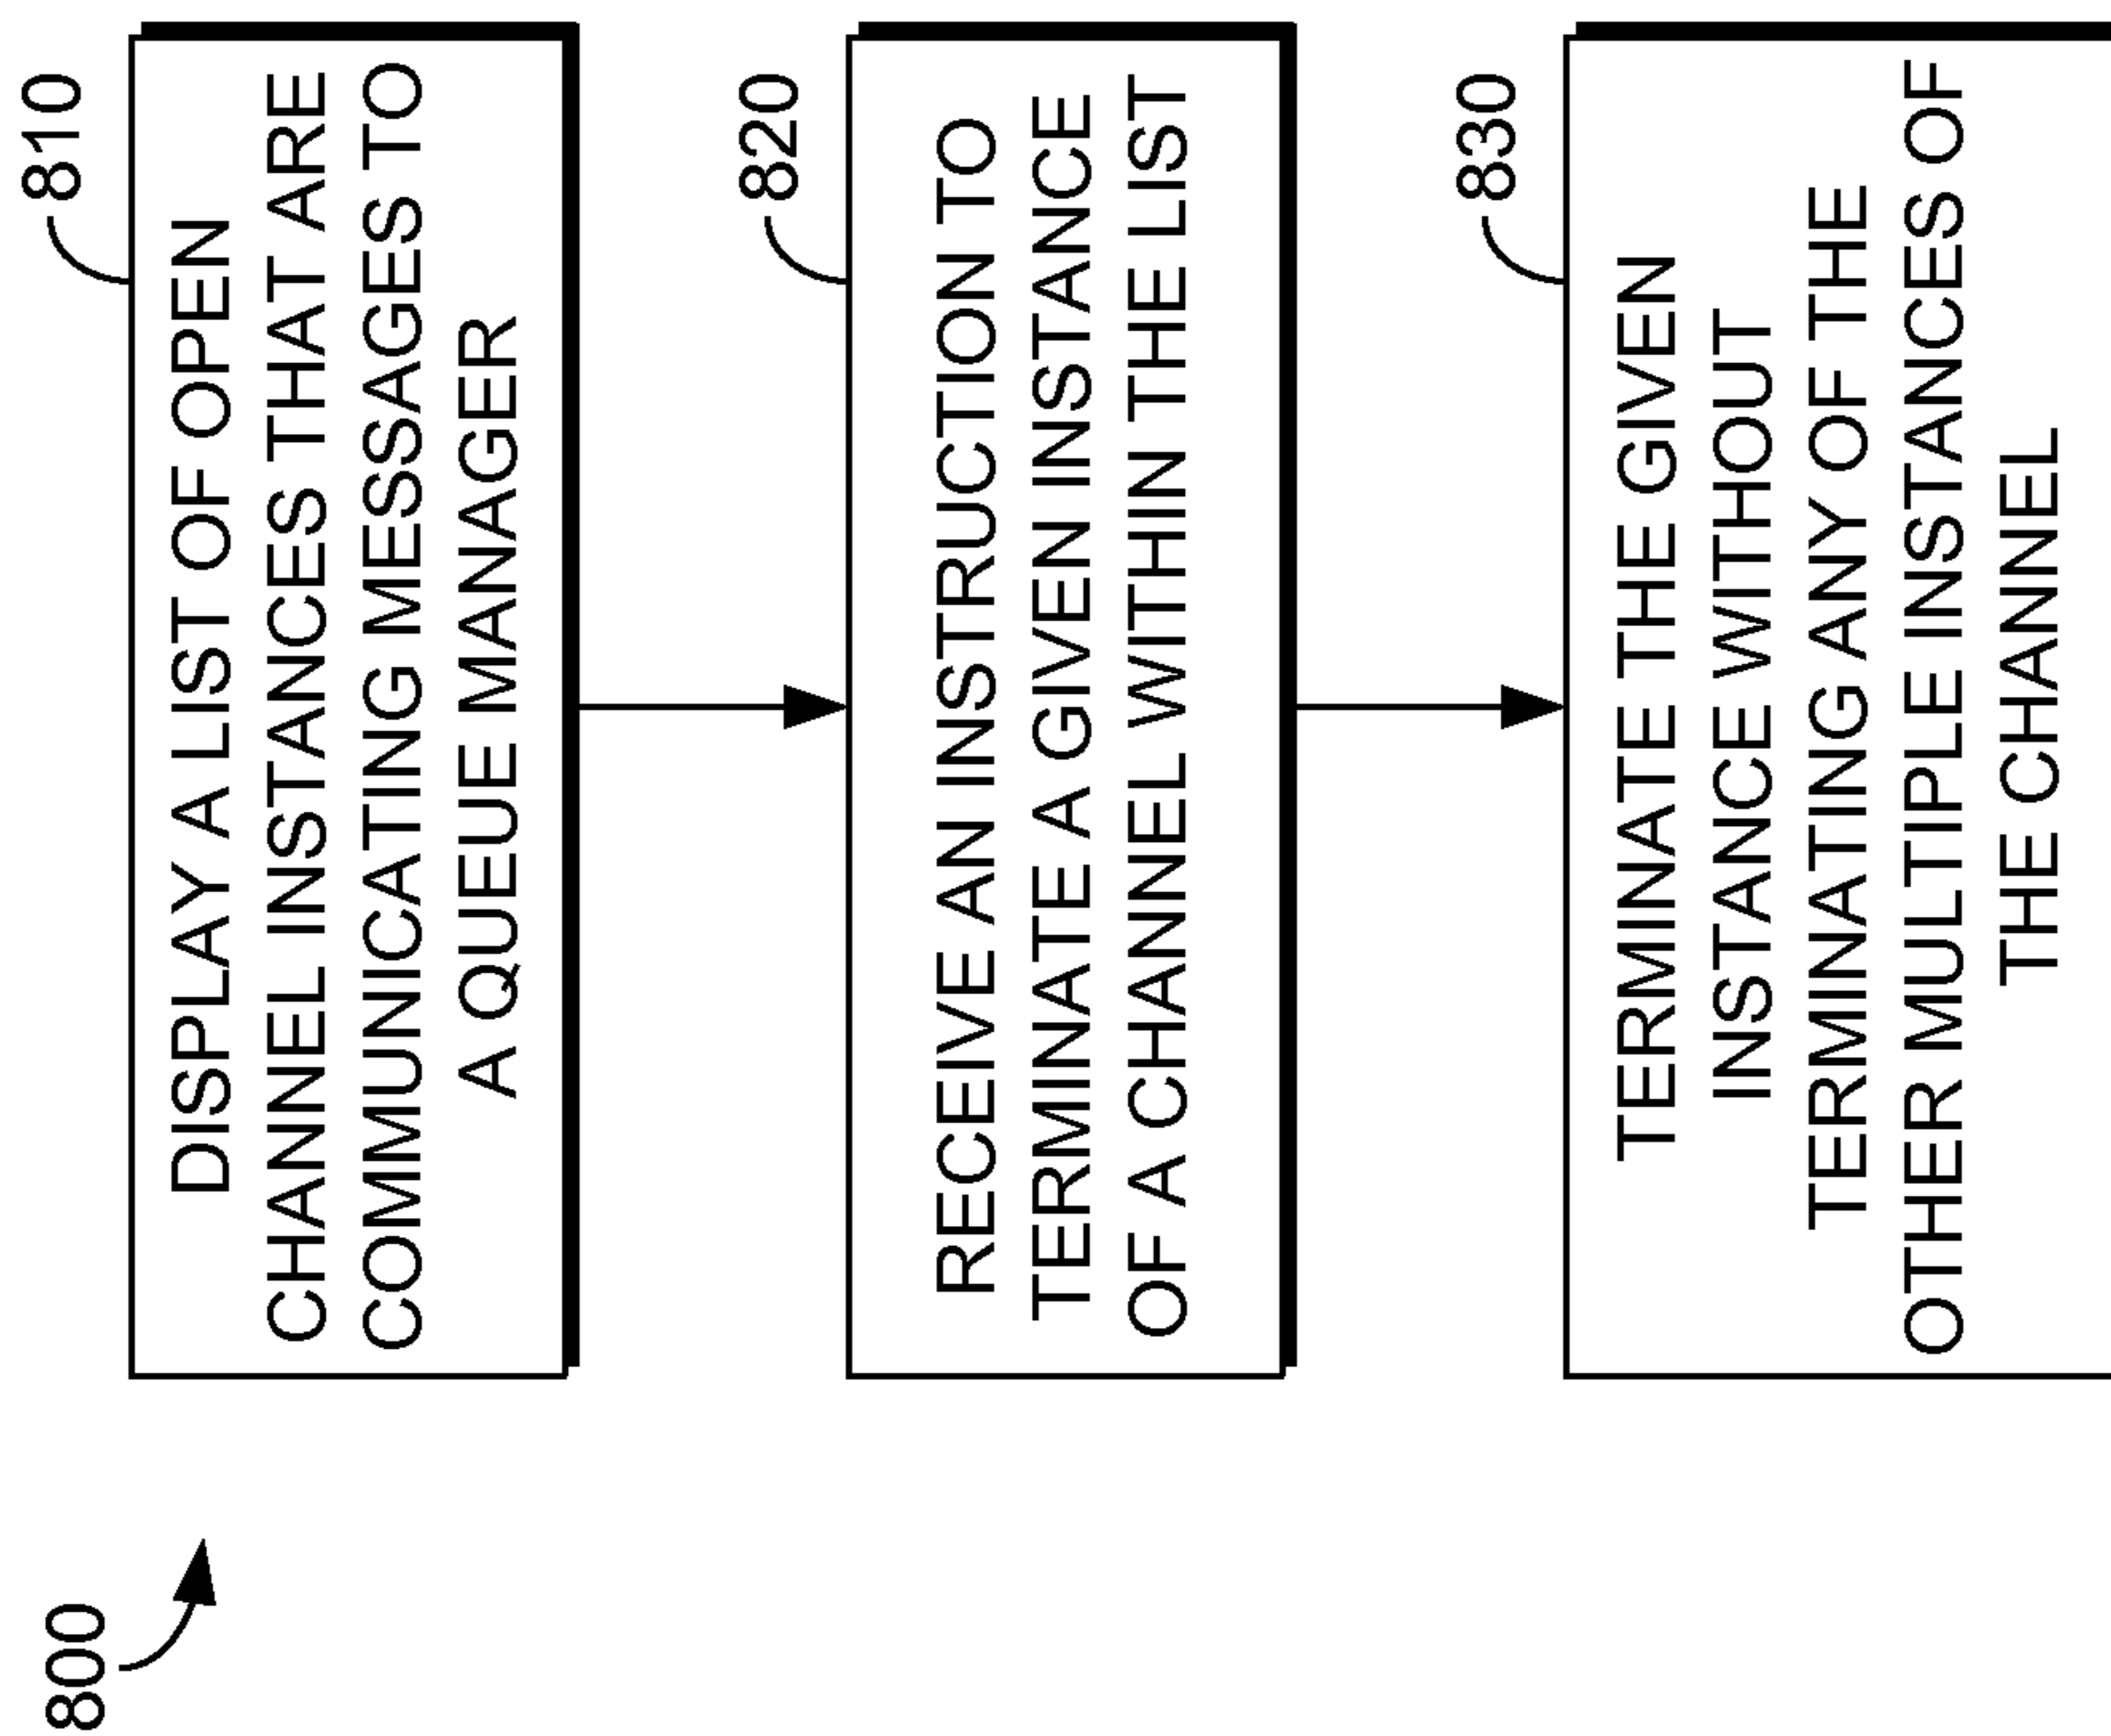 800
810
DISPLAY A LIST OF OPEN
CHANNEL INSTANCES THAT ARE
COMMUNICATING MESSAGES TO
A QUEUE MANAGER
820
RECEIVE AN INSTRUCTION TO
TERMINATE A GIVEN INSTANCE
OF A CHANNEL WITHIN THE LIST
830
TERMINATE THE GIVEN
INSTANCE WITHOUT
TERMINATING ANY OF THE
OTHER MULTIPLE INSTANCES OF
THE CHANNEL